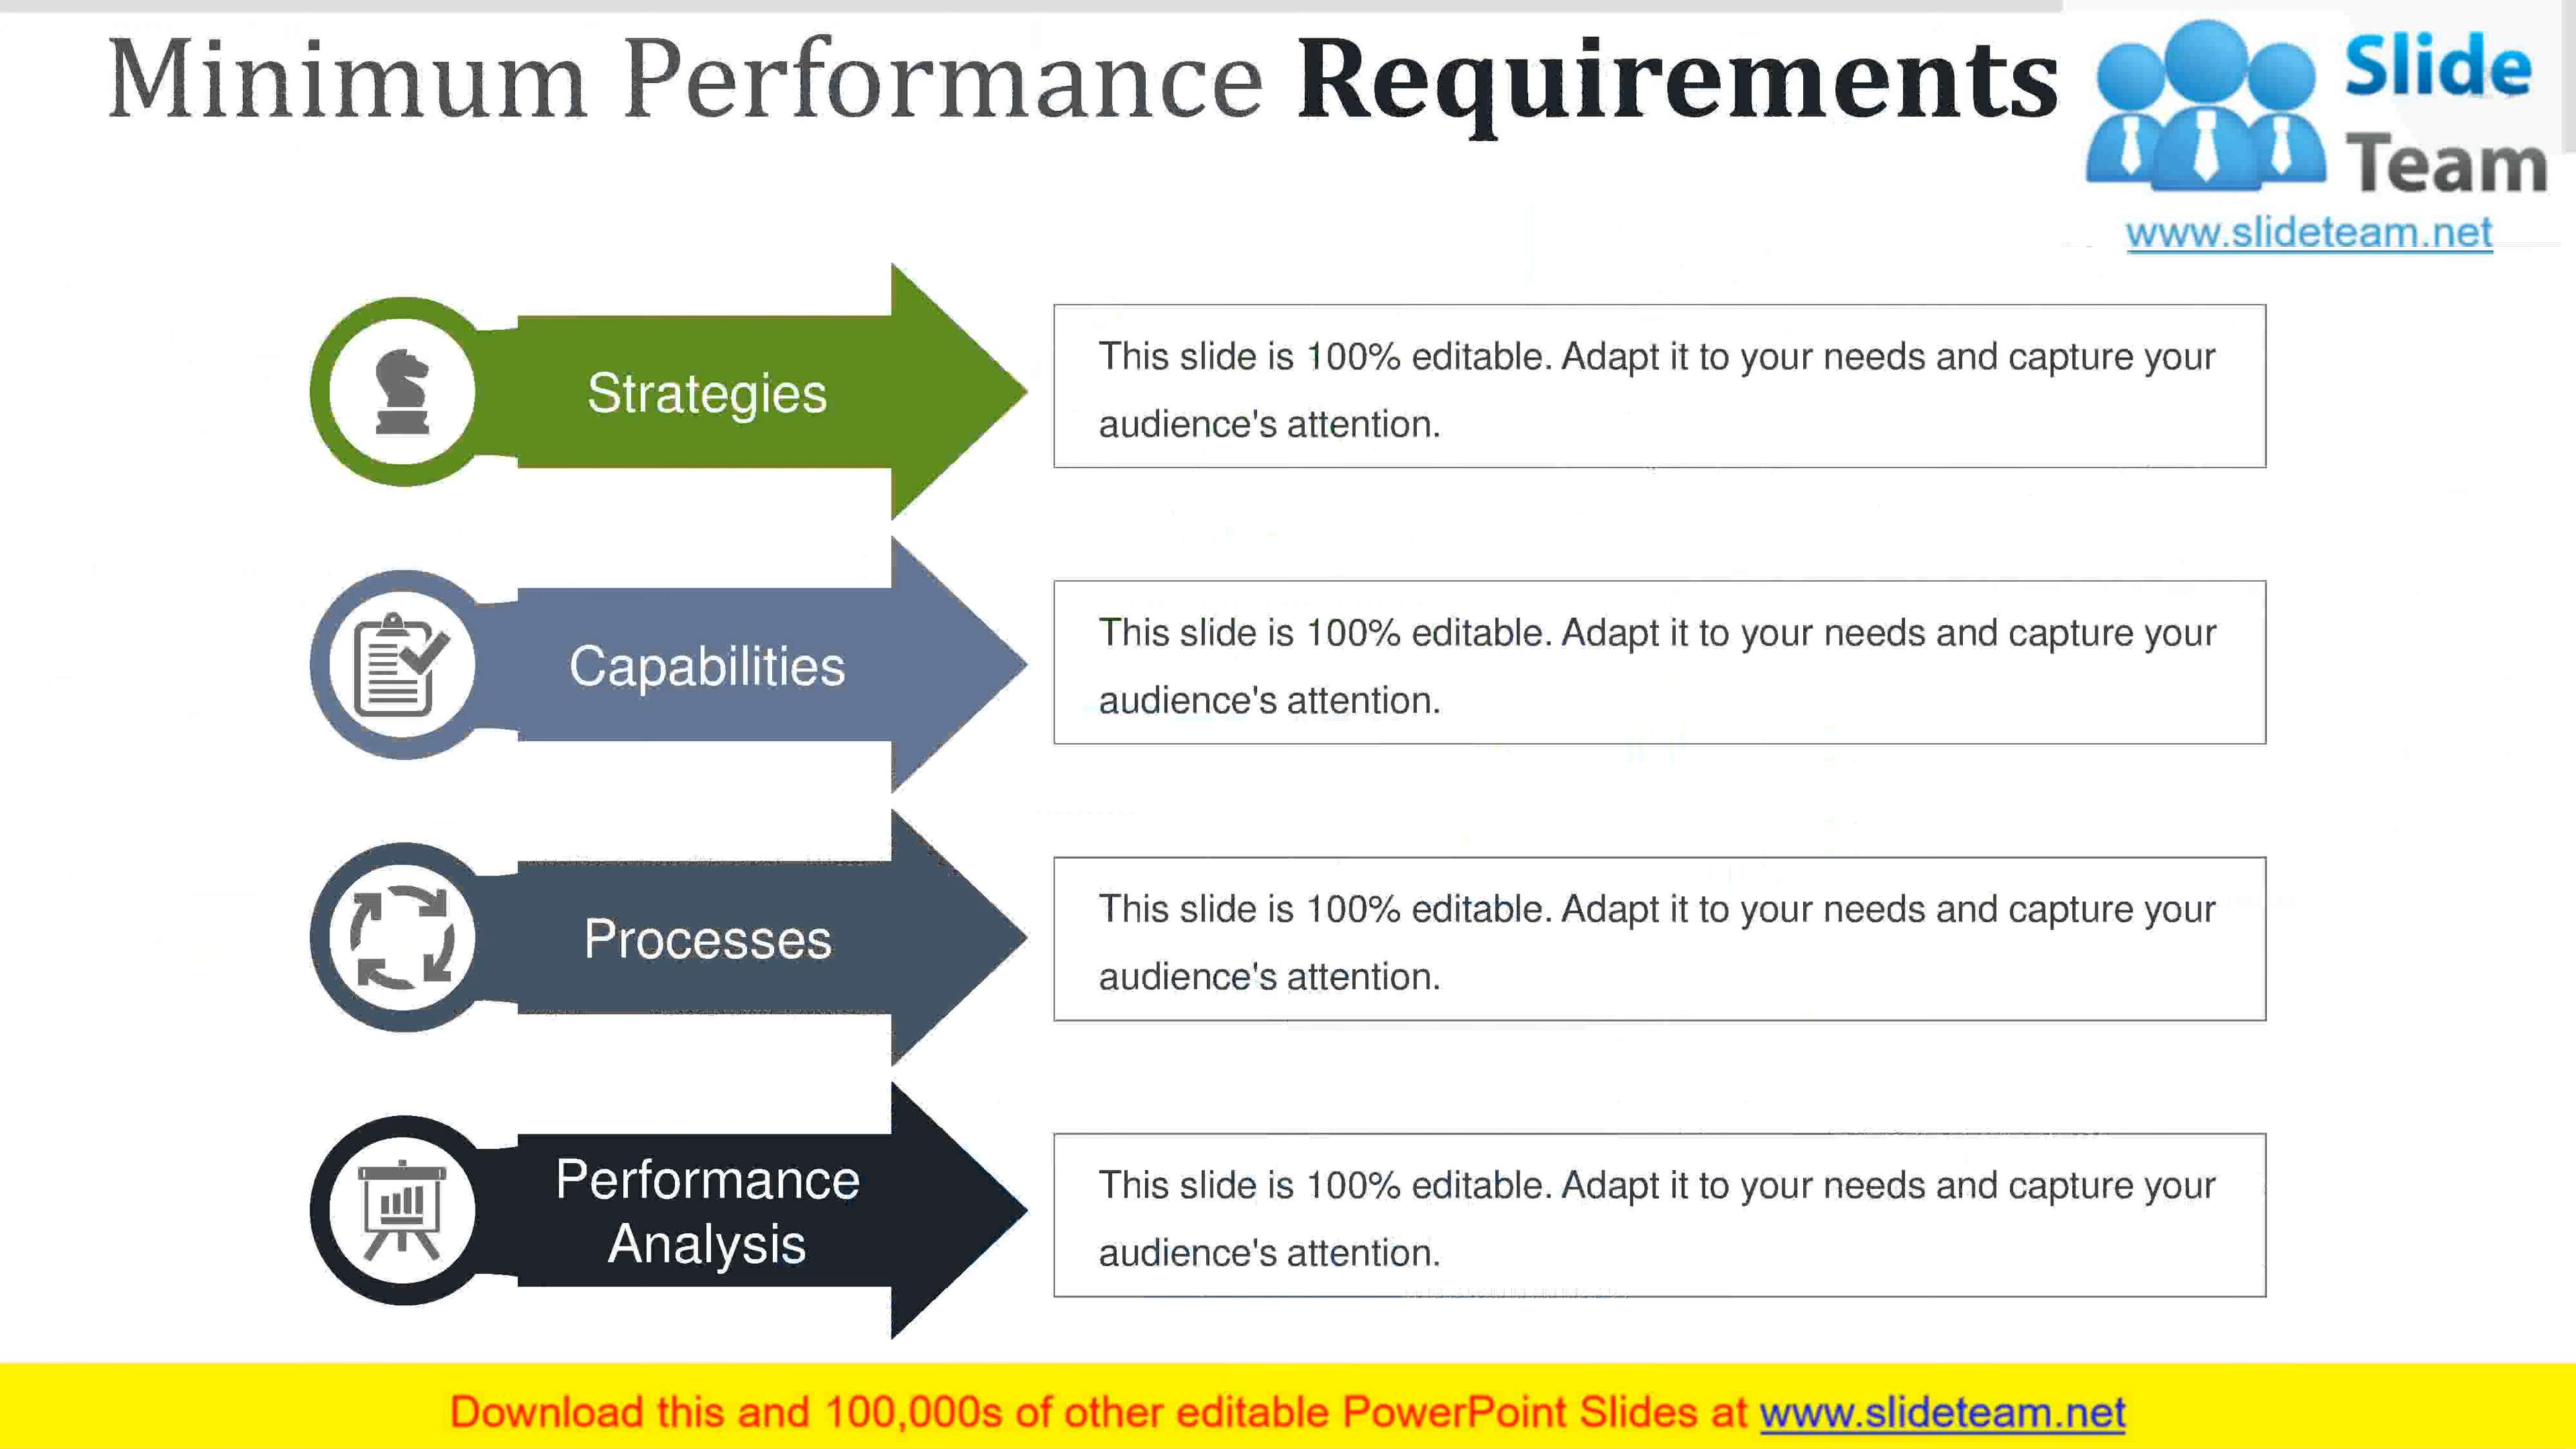 Minimum Performance Requirements
Slide
Team
www.slideteam.net
Strategies
This slide is 100% editable. Adapt it to your needs and capture your
audience's attention.
Capabilities
This slide is 100% editable. Adapt it to your needs and capture your
audience's attention.
Processes
This slide is 100% editable. Adapt it to your needs and capture your
audience's attention.
Performance
Analysis
This slide is 100% editable. Adapt it to your needs and capture your
audience's attention.
Download this and 100,000s of other editable PowerPoint Slides at www.slideteam.net